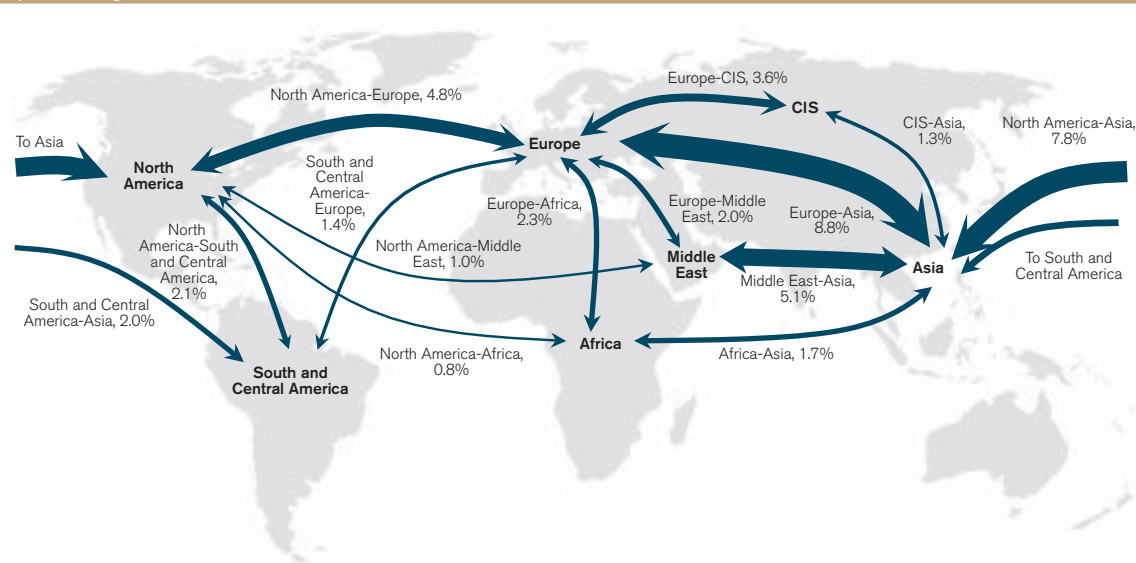 Europe-CIS, 3.6%
North America-Europe, 4.8%
CIS
CIS-Asia,
1.3%
North America-Asia,
7.8%
To Asia
Europe
North
America
South and
Central
America-
Europe,
1.4%
Europe-Africa,
2.3%
Europe-Middle
East, 2.0%
Europe-Asia,
8.8%
North
America-South
and Central
America,
2.1%
North America-Middle
East, 1.0%
Middle
East
Asia
To South and
Central America
Middle East-Asia,
5.1%
South and Central
America-Asia, 2.0%
Africa
North America-Africa,
0.8%
Africa-Asia, 1.7%
South and
Central America